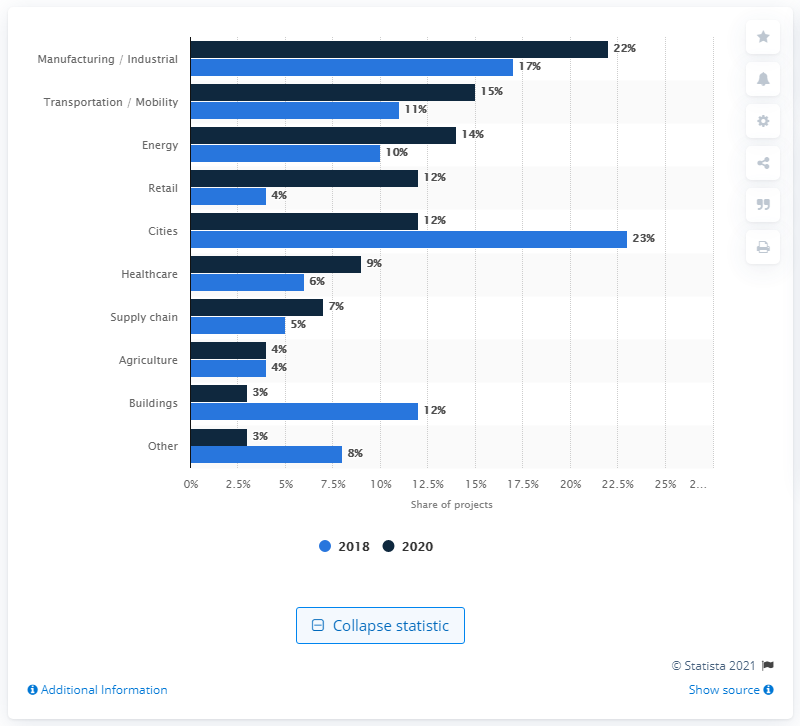 Manufacturing / Industrial 22%
17%
Transportation / Mobility 15%
11%
Energy 14%
10%
Retail 12%
4%
Cities 12%
23%
Healthcare 9%
6%
Supply chain 7%
5%
Agriculture 4%
4%
Buildings 3%
12%
Other 3%
8%
0% 2.5% 5% 7.5% 10% 12.5% 15% 17.5% 20% 22.5% 25% 2...
Share of projects
2018 2020
Collapse statistic
© Statista 2021
Additional Information Show source